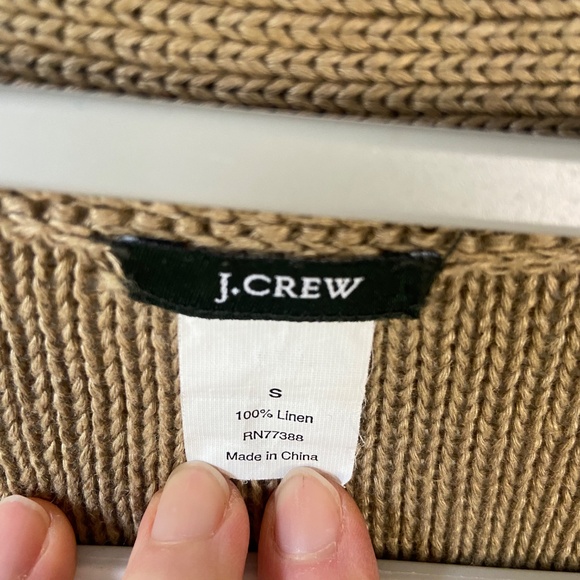 J.CREW
S
100% Linen
RN77388
Made in China